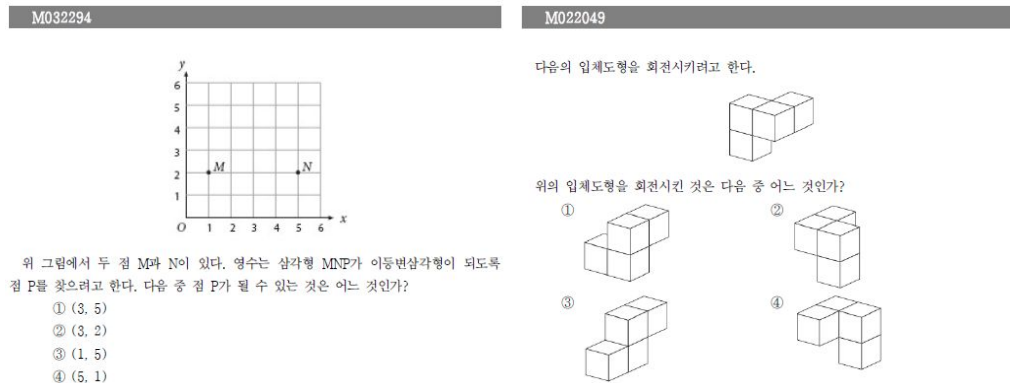 M032294
y
6
5
4
3
2
1
M
N
O
1 2 3 4 5 6
x
위 그림에서 두 점 M과 N이 있다. 영수는 삼각형 MNP가 이등변삼각형이 되도록
점 P를 찾으려고 한다. 다음 중 점 P가 될 수 있는 것은 어느 것인가?
① (3, 5)
② (3, 2)
③ (1, 5)
④ (5, 1)
M022049
다음의 입체도형을 회전시키려고 한다.
위의 입체도형을 회전시킨 것은 다음 중 어느 것인가?
①
②
③
④